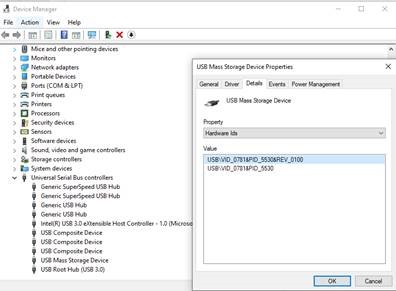 Device Manager
File Action View Help
Mice and other pointing devices
Monitors
Network adapters
Portable Devices
Ports (COM & LPT)
Print queues
Printers
Processors
Security devices
Sensors
Software devices
Sound, video and game controllers
Storage controllers
System devices
Universal Serial Bus controllers
Generic SuperSpeed USB Hub
Generic SuperSpeed USB Hub
Generic USB Hub
Generic USB Hub
Intel(R) USB 3.0 eXtensible Host Controller - 1.0 (Microso
USB Composite Device
USB Composite Device
USB Mass Storage Device
USB Root Hub (USB 3.0)
USB Mass Storage Device Properties
General Driver Details Events Power Management
USB Mass Storage Device
Property
Hardware Ids
Value
USB\VID_0781&PID_5530&REV_0100
USB\VID_0781&PID_5530
OK Cancel